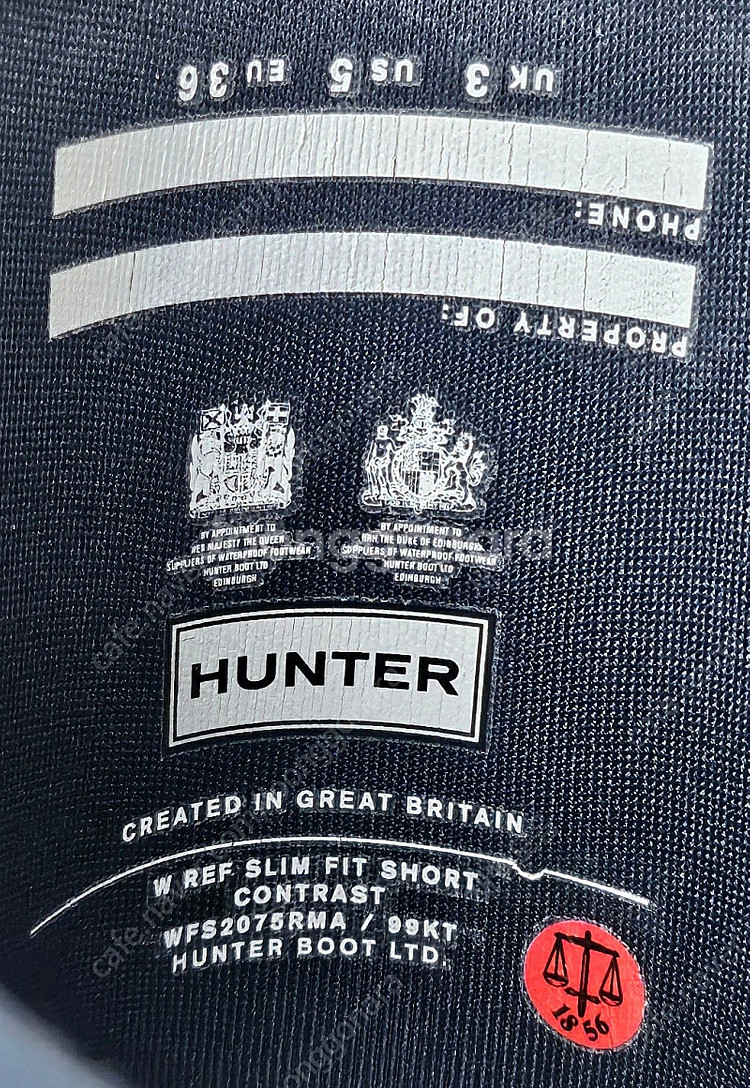 UK 3 US 5 EU 36
PHONE:
PROPERTY OF:
BY APPOINTMENT TO
HER MAJESTY THE QUEEN
SUPPLIERS OF WATERPROOF FOOTWEAR
HUNTER BOOT LTD
EDINBURGH
BY APPOINTMENT TO
HRH THE DUKE OF EDINBURGH
SUPPLIERS OF WATERPROOF FOOTWEAR
HUNTER BOOT LTD
EDINBURGH
HUNTER
CREATED IN GREAT BRITAIN
W REF SLIM FIT SHORT
CONTRAST
WFS2075RMA / 99KT
HUNTER BOOT LTD.
1856